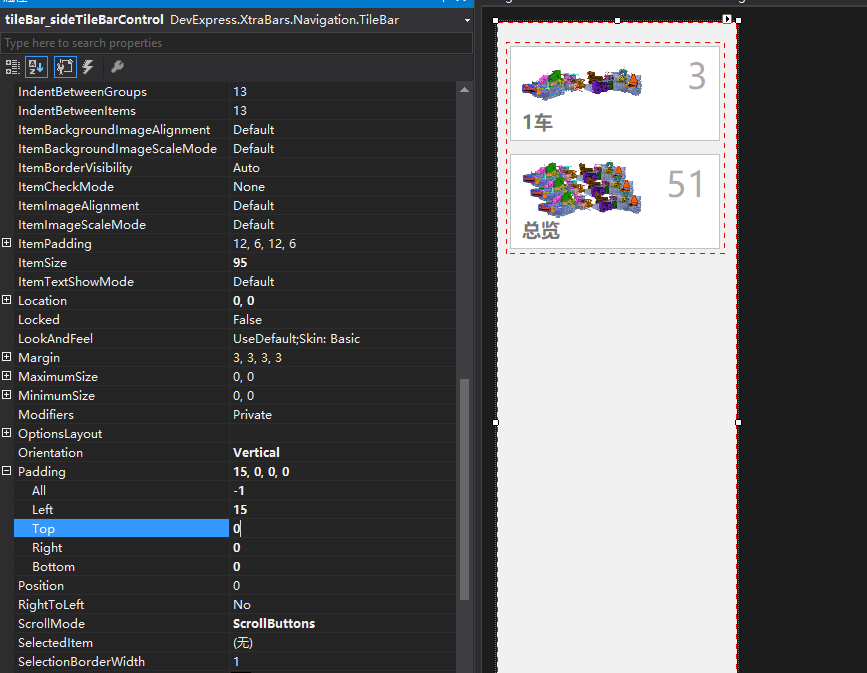 tileBar_sideTileBarControl DevExpress.XtraBars.Navigation.TileBar
Type here to search properties
IndentBetweenGroups 13
IndentBetweenItems 13
ItemBackgroundImageAlignment Default
ItemBackgroundImageScaleMode Default
ItemBorderVisibility Auto
ItemCheckMode None
ItemImageAlignment Default
ItemImageScaleMode Default
ItemPadding 12, 6, 12, 6
ItemSize 95
ItemTextShowMode Default
Location 0, 0
Locked False
LookAndFeel UseDefault;Skin: Basic
Margin 3, 3, 3, 3
MaximumSize 0, 0
MinimumSize 0, 0
Modifiers Private
OptionsLayout
Orientation Vertical
Padding 15, 0, 0, 0
All -1
Left 15
Top 0
Right 0
Bottom 0
Position 0
RightToLeft No
ScrollMode ScrollButtons
SelectedItem (无)
SelectionBorderWidth 1
3
1车
51
总览